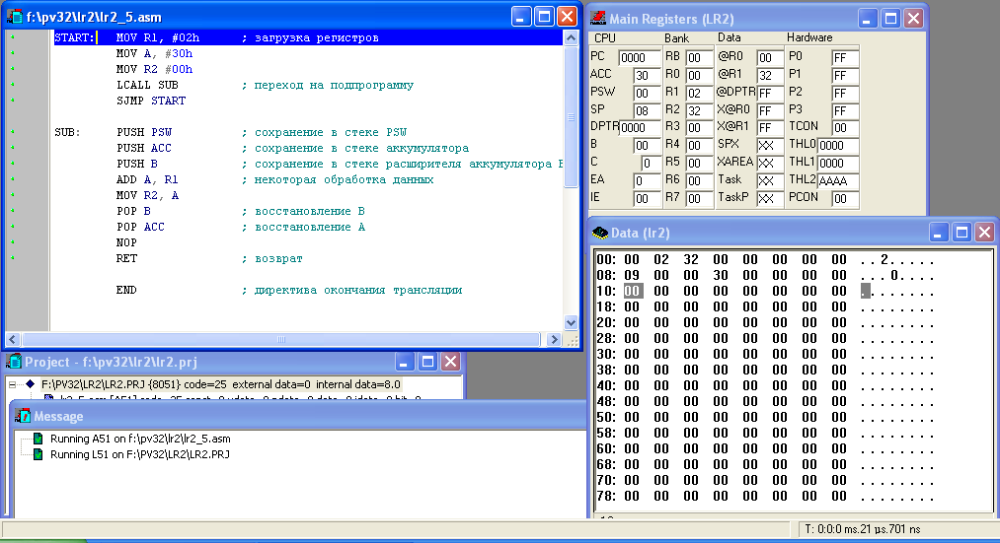 f:\pv32\lr2\lr2_5.asm
START: MOV R1, #02h ; загрузка регистров
MOV A, #30h
MOV R2 #00h
LCALL SUB ; переход на подпрограмму
SJMP START
SUB: PUSH PSW ; сохранение в стеке PSW
PUSH ACC ; сохранение в стеке аккумулятора
PUSH B ; сохранение в стеке расширителя аккумулятора B
ADD A, R1 ; некоторая обработка данных
MOV R2, A
POP B ; восстановление B
POP ACC ; восстановление A
NOP
RET ; возврат
END ; директива окончания трансляции
Project - f:\pv32\lr2\lr2.prj
F:\PV32\LR2\LR2.PRJ {8051} code=25 external data=0 internal data=8.0
Message
Running A51 on f:\pv32\lr2\lr2_5.asm
Running L51 on F:\PV32\LR2\LR2.PRJ
Main Registers (LR2)
CPU Bank Data Hardware
PC 0000 RB 00 @R0 00 P0 FF
ACC 30 R0 00 @R1 32 P1 FF
PSW 00 R1 02 @DPTR FF P2 FF
SP 08 R2 32 X@R0 FF P3 FF
DPTR 0000 R3 00 X@R1 FF TCON 00
B 00 R4 00 SPX XX THL0 0000
C 0 R5 00 XAREA XX THL1 0000
EA 0 R6 00 Task XX THL2 AAAA
IE 00 R7 00 TaskP XX PCON 00
Data (lr2)
00: 00 02 32 00 00 00 00 00 ..2.....
08: 09 00 00 30 00 00 00 00 ...0....
10: 00 00 00 00 00 00 00 00 ........
18: 00 00 00 00 00 00 00 00 ........
20: 00 00 00 00 00 00 00 00 ........
28: 00 00 00 00 00 00 00 00 ........
30: 00 00 00 00 00 00 00 00 ........
38: 00 00 00 00 00 00 00 00 ........
40: 00 00 00 00 00 00 00 00 ........
48: 00 00 00 00 00 00 00 00 ........
50: 00 00 00 00 00 00 00 00 ........
58: 00 00 00 00 00 00 00 00 ........
60: 00 00 00 00 00 00 00 00 ........
68: 00 00 00 00 00 00 00 00 ........
70: 00 00 00 00 00 00 00 00 ........
78: 00 00 00 00 00 00 00 00 ........
T: 0:0:0 ms.21 µs.701 ns